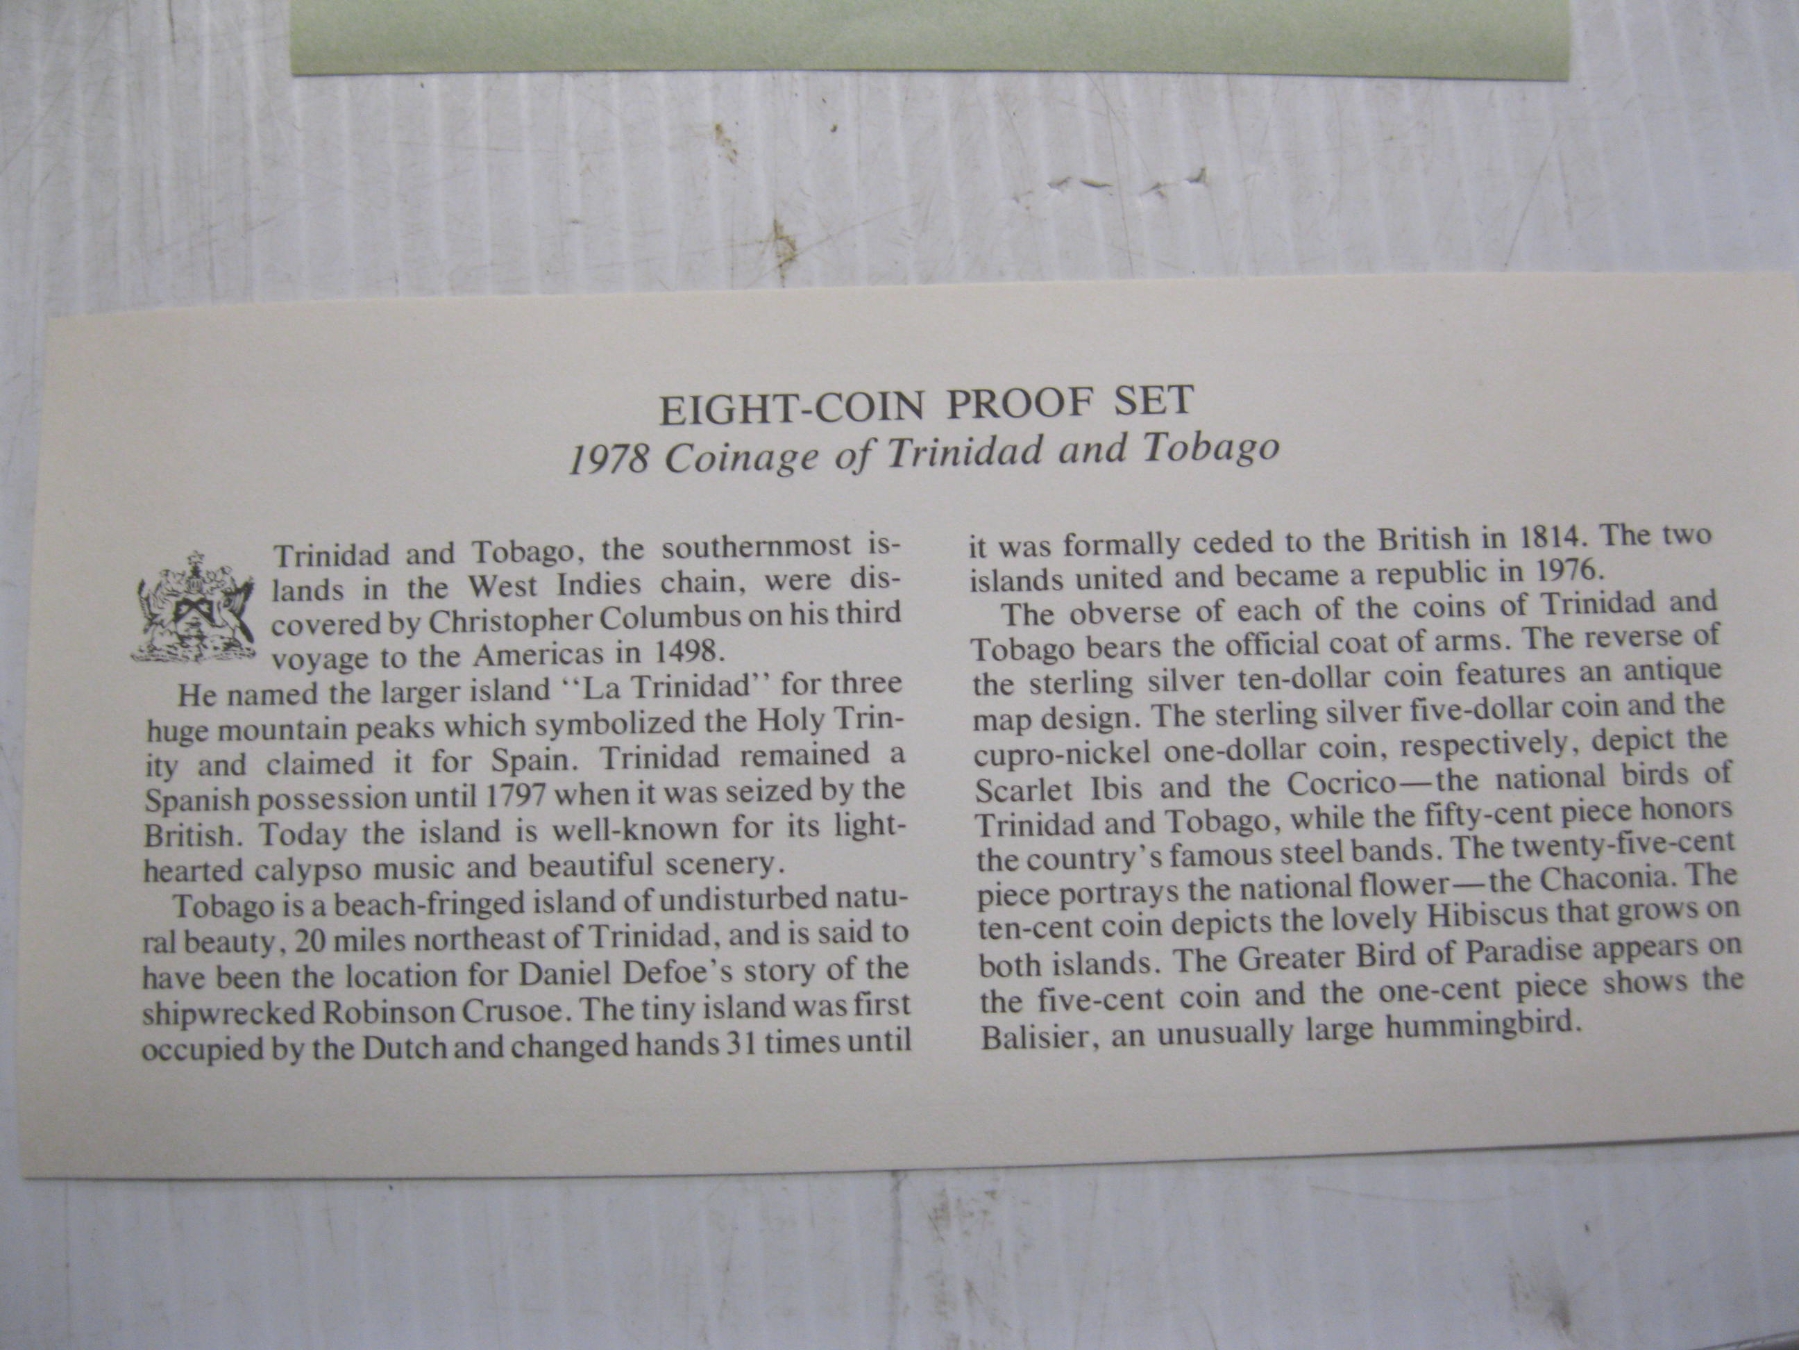 EIGHT-COIN PROOF SET
1978 Coinage of Trinidad and Tobago
Trinidad and Tobago, the southernmost is-
lands in the West Indies chain, were dis-
covered by Christopher Columbus on his third
voyage to the Americas in 1498.
He named the larger island ‘‘La Trinidad’’ for three
huge mountain peaks which symbolized the Holy Trin-
ity and claimed it for Spain. Trinidad remained a
Spanish possession until 1797 when it was seized by the
British. Today the island is well-known for its light-
hearted calypso music and beautiful scenery.
Tobago is a beach-fringed island of undisturbed natu-
ral beauty, 20 miles northeast of Trinidad, and is said to
have been the location for Daniel Defoe’s story of the
shipwrecked Robinson Crusoe. The tiny island was first
occupied by the Dutch and changed hands 31 times until
it was formally ceded to the British in 1814. The two
islands united and became a republic in 1976.
The obverse of each of the coins of Trinidad and
Tobago bears the official coat of arms. The reverse of
the sterling silver ten-dollar coin features an antique
map design. The sterling silver five-dollar coin and the
cupro-nickel one-dollar coin, respectively, depict the
Scarlet Ibis and the Cocrico—the national birds of
Trinidad and Tobago, while the fifty-cent piece honors
the country’s famous steel bands. The twenty-five-cent
piece portrays the national flower—the Chaconia. The
ten-cent coin depicts the lovely Hibiscus that grows on
both islands. The Greater Bird of Paradise appears on
the five-cent coin and the one-cent piece shows the
Balisier, an unusually large hummingbird.